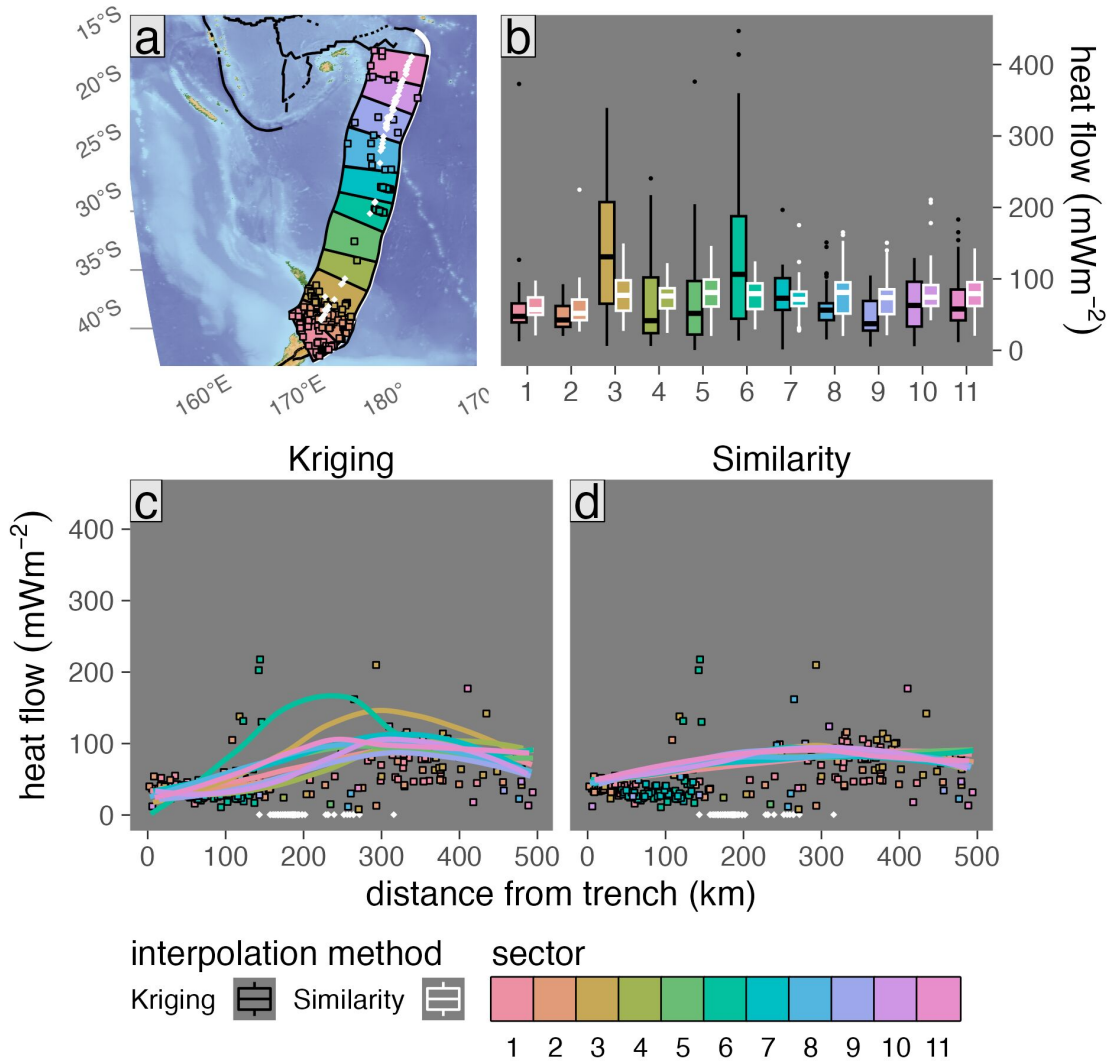 a
15°S
20°S
25°S
30°S
35°S
40°S
160°E
170°E
180°
170°
b
400
300
200
100
0
heat flow (mWm⁻²)
1 2 3 4 5 6 7 8 9 10 11
Kriging
Similarity
c
d
heat flow (mWm⁻²)
400
300
200
100
0
0 100 200 300 400 500
0 100 200 300 400 500
distance from trench (km)
interpolation method
Kriging
Similarity
sector
1 2 3 4 5 6 7 8 9 10 11